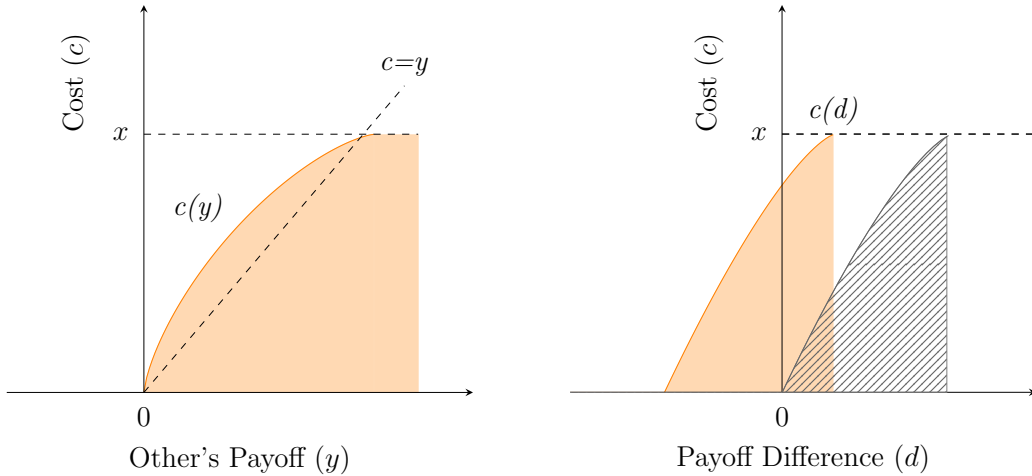 Cost (c)
c=y
x
c(y)
0
Other's Payoff (y)
Cost (c)
c(d)
x
0
Payoff Difference (d)